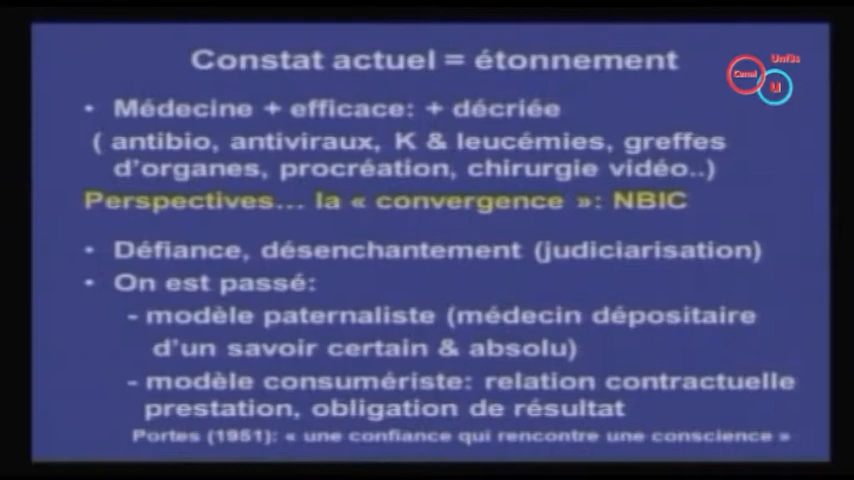 Constat actuel = étonnement
Canal
Unf3s
u
• Médecine + efficace: + décriée
( antibio, antiviraux, K & leucémies, greffes
d'organes, procréation, chirurgie vidéo..)
Perspectives... la « convergence »: NBIC
• Défiance, désenchantement (judiciarisation)
• On est passé:
- modèle paternaliste (médecin dépositaire
d'un savoir certain & absolu)
- modèle consumériste: relation contractuelle
prestation, obligation de résultat
Portes (1951): « une confiance qui rencontre une conscience »